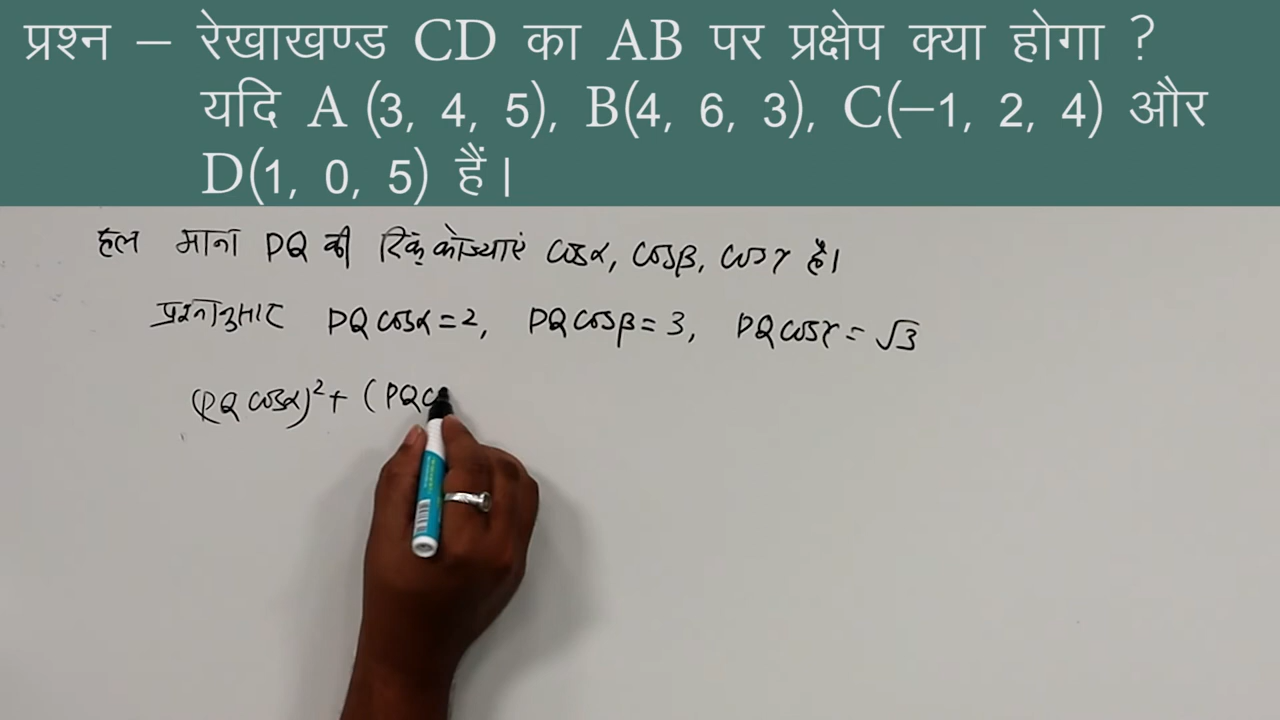 प्रश्न – रेखाखण्ड CD का AB पर प्रक्षेप क्या होगा ?
यदि A (3, 4, 5), B(4, 6, 3), C(–1, 2, 4) और
D(1, 0, 5) हैं।
हल माना PQ की दिक् कोज्याएं cosα, cosβ, cosγ है।
प्रश्नानुसार PQ cosα = 2, PQ cosβ = 3, PQ cosγ = √3
(PQ cosα)² + (PQc